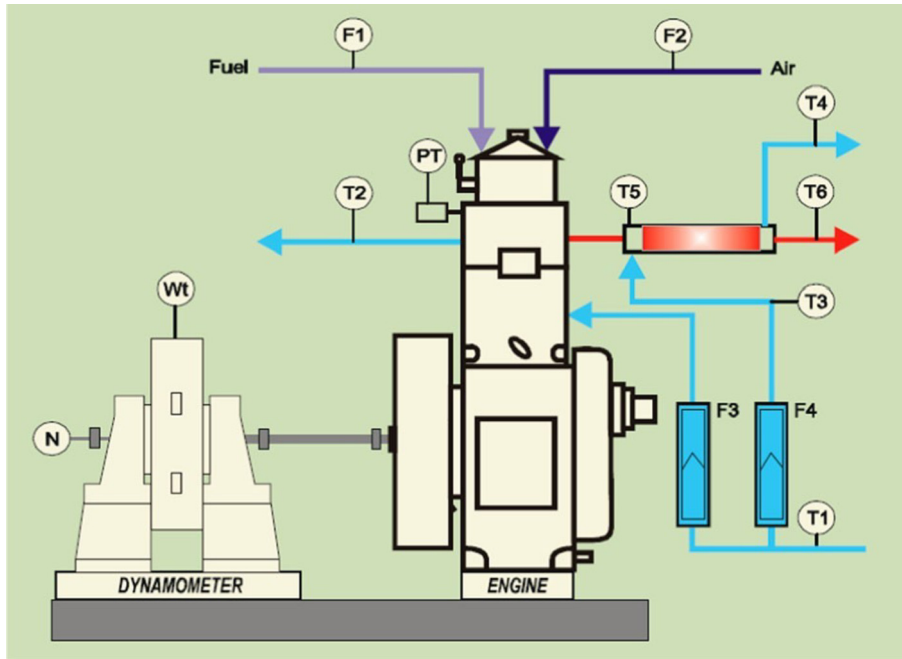 F1
F2
Fuel
Air
T4
PT
T2
T5
T6
Wt
T3
F3
F4
N
T1
DYNAMOMETER
ENGINE